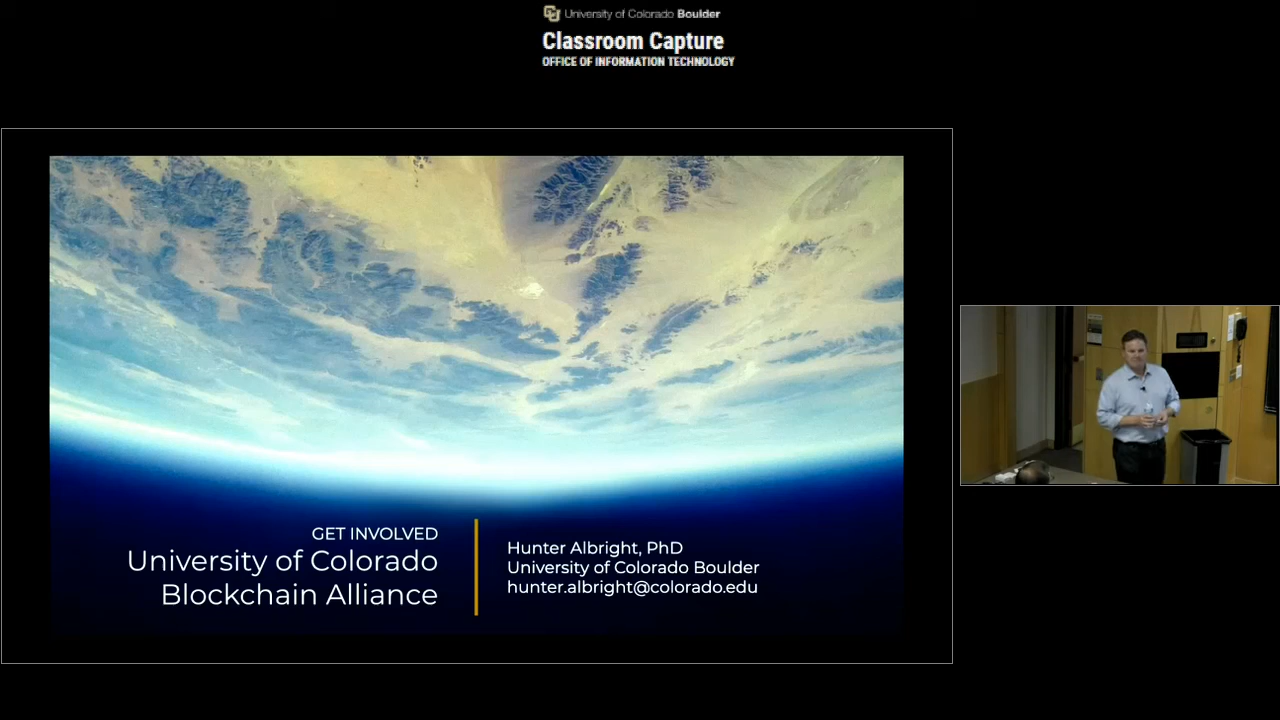 University of Colorado Boulder
Classroom Capture
OFFICE OF INFORMATION TECHNOLOGY
GET INVOLVED
University of Colorado
Blockchain Alliance
Hunter Albright, PhD
University of Colorado Boulder
hunter.albright@colorado.edu